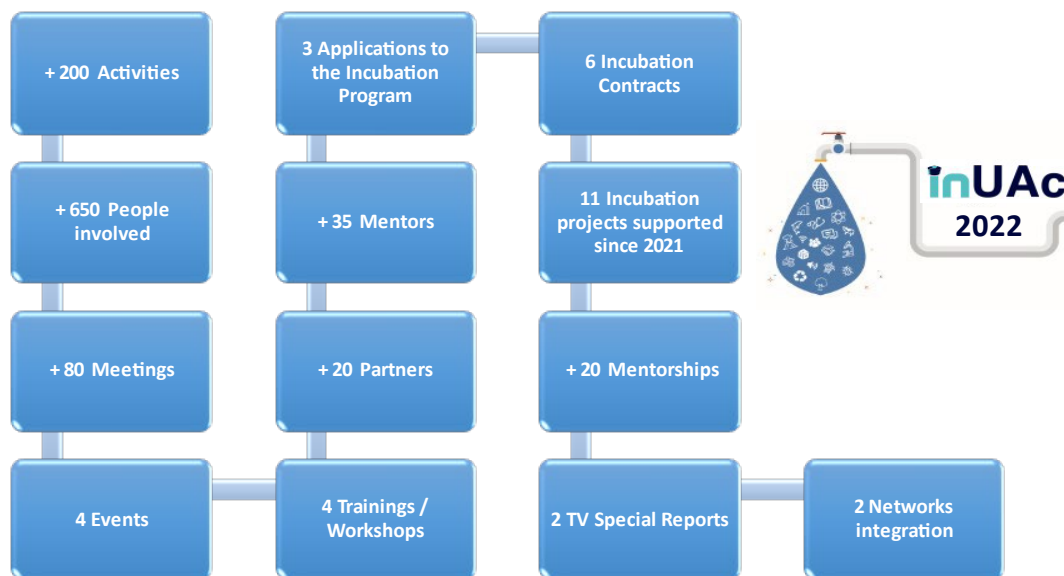 + 200 Activities
+ 650 People
involved
+ 80 Meetings
4 Events
4 Trainings /
Workshops
+ 20 Partners
+ 35 Mentors
3 Applications to
the Incubation
Program
6 Incubation
Contracts
11 Incubation
projects supported
since 2021
+ 20 Mentorships
2 TV Special Reports
2 Networks
integration
inUAc
2022